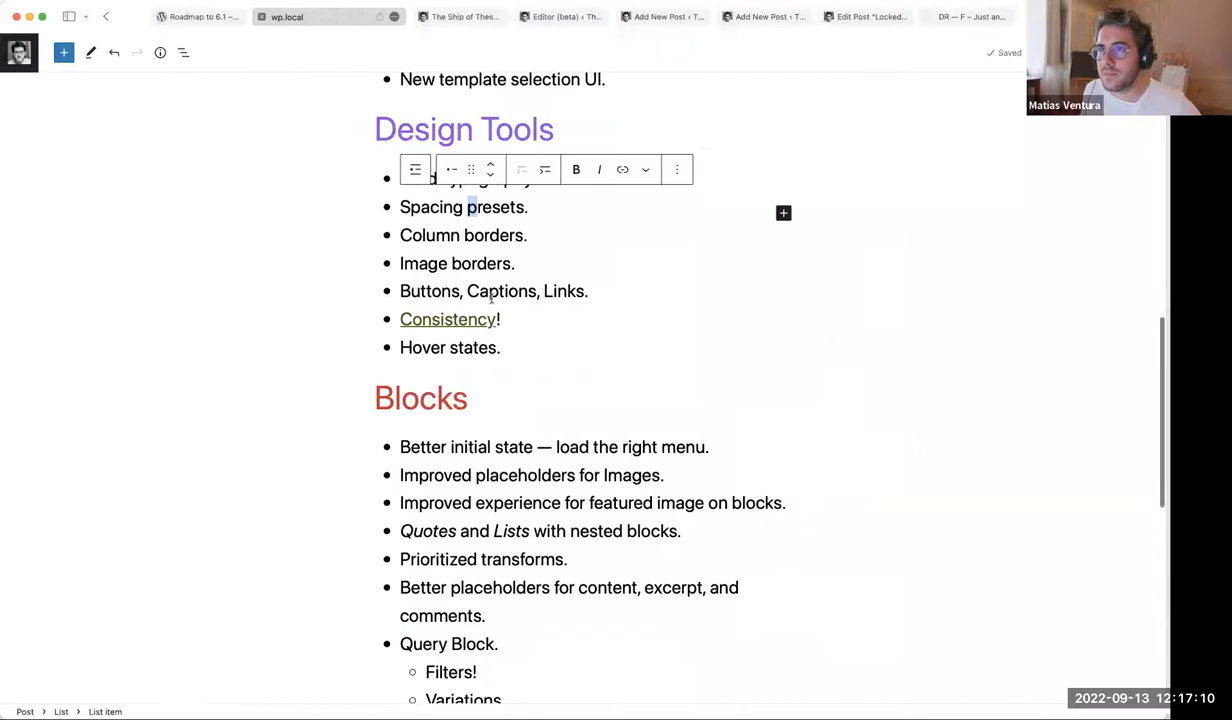 Roadmap to 6.1 –...
wp.local
The Ship of Thes...
Editor (beta) ‹ Th...
Add New Post ‹ T...
Add New Post ‹ T...
Edit Post "Locked...
DR — F – Just an...
Saved
Matias Ventura
New template selection UI.
Design Tools
B I
Spacing presets.
Column borders.
Image borders.
Buttons, Captions, Links.
Consistency!
Hover states.
Blocks
Better initial state — load the right menu.
Improved placeholders for Images.
Improved experience for featured image on blocks.
Quotes and Lists with nested blocks.
Prioritized transforms.
Better placeholders for content, excerpt, and
comments.
Query Block.
Filters!
Variations
Post > List > List item
2022-09-13 12:17:10